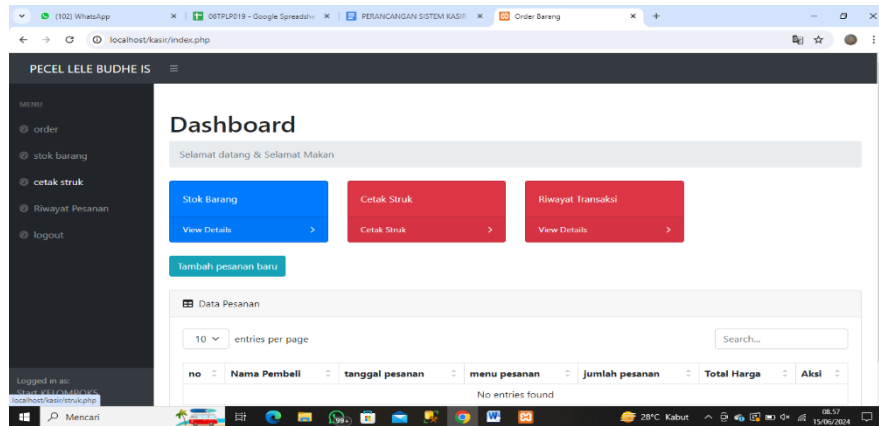 (102) WhatsApp
06TPLP019 - Google Spreadshe
PERANCANGAN SISTEM KASIR
Order Barang
localhost/kasir/index.php
PECEL LELE BUDHE IS
MENU
order
stok barang
cetak struk
Riwayat Pesanan
logout
Dashboard
Selamat datang & Selamat Makan
Stok Barang
View Details
Cetak Struk
Cetak Struk
Riwayat Transaksi
View Details
Tambah pesanan baru
Data Pesanan
10 entries per page
Search...
no Nama Pembeli tanggal pesanan menu pesanan jumlah pesanan Total Harga Aksi
No entries found
Logged in as:
Start KELOMPOK5
localhost/kasir/struk.php
Mencari
99+
28°C Kabut
08.57
15/06/2024